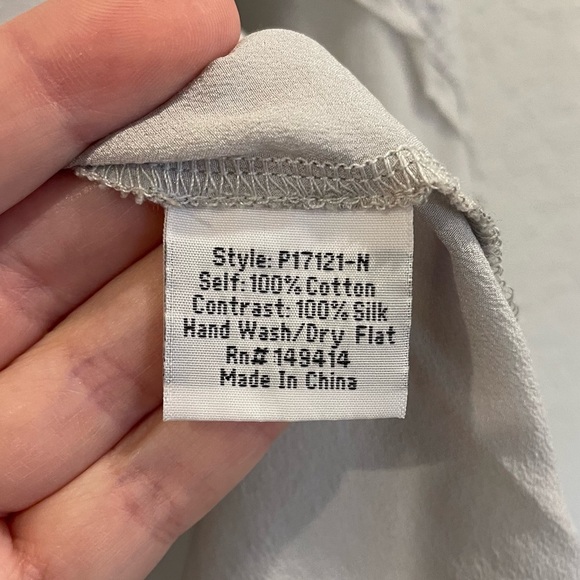 Style: P17121-N
Self: 100% Cotton
Contrast: 100% Silk
Hand Wash/Dry Flat
Rn# 149414
Made In China